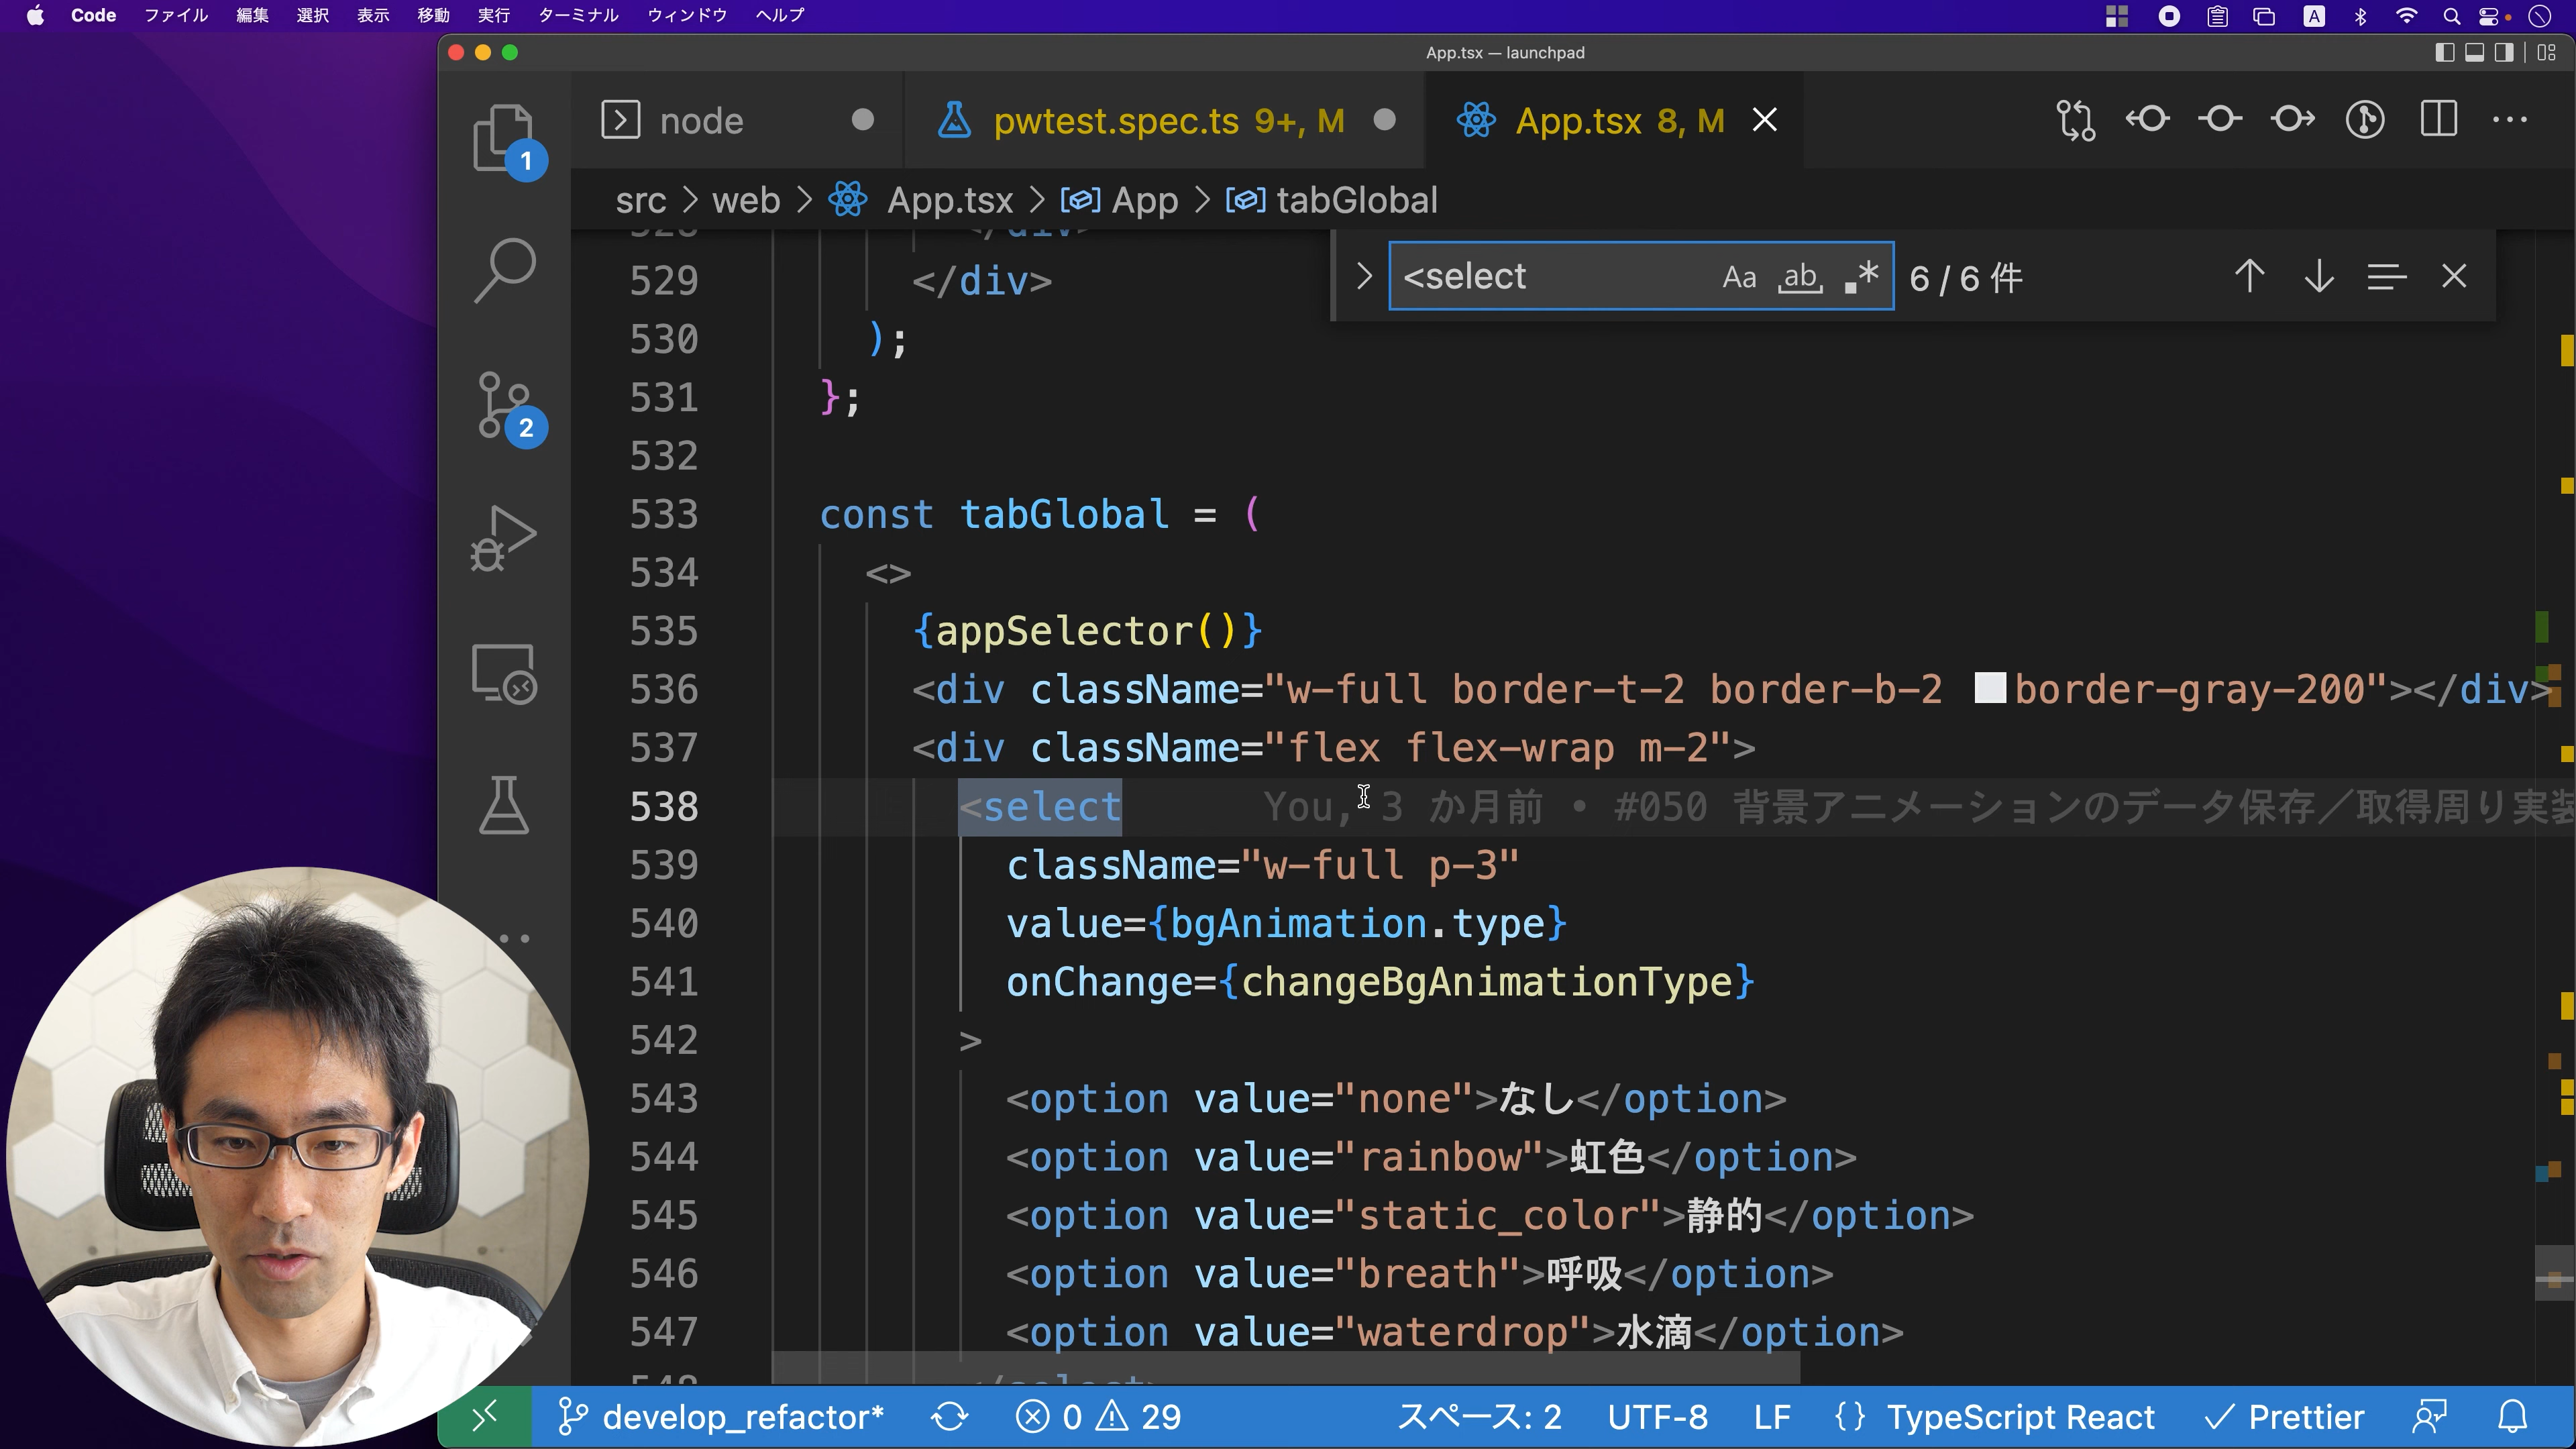 Code ファイル 編集 選択 表示 移動 実行 ターミナル ウィンドウ ヘルプ A
App.tsx — launchpad
node
pwtest.spec.ts 9+, M
App.tsx 8, M
src > web > App.tsx > App > tabGlobal
<select Aa ab 6 / 6 件
1
2
529 </div>
530 );
531 };
532
533 const tabGlobal = (
534 <>
535 {appSelector()}
536 <div className="w-full border-t-2 border-b-2 border-gray-200"></div>
537 <div className="flex flex-wrap m-2">
538 <select You, 3 か月前 • #050 背景アニメーションのデータ保存／取得周り実装
539 className="w-full p-3"
540 value={bgAnimation.type}
541 onChange={changeBgAnimationType}
542 >
543 <option value="none">なし</option>
544 <option value="rainbow">虹色</option>
545 <option value="static_color">静的</option>
546 <option value="breath">呼吸</option>
547 <option value="waterdrop">水滴</option>
develop_refactor* 0 29 スペース: 2 UTF-8 LF {} TypeScript React Prettier